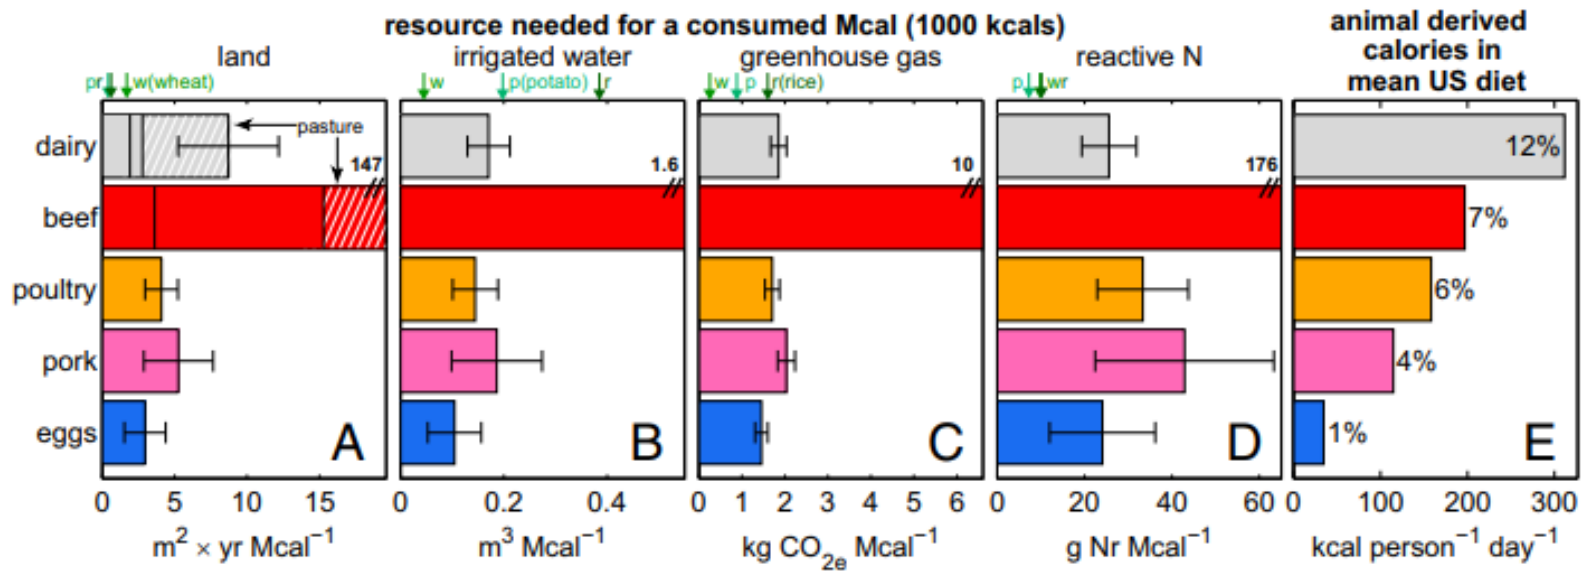 resource needed for a consumed Mcal (1000 kcals)
animal derived
calories in
mean US diet
land
irrigated water
greenhouse gas
reactive N
pr w(wheat)
w p(potato) r
w p r(rice)
p wr
dairy
beef
poultry
pork
eggs
pasture
147
1.6
10
176
12%
7%
6%
4%
1%
A
B
C
D
E
0 5 10 15
0 0.2 0.4
0 1 2 3 4 5 6
0 20 40 60
0 100 200 300
m² × yr Mcal⁻¹
m³ Mcal⁻¹
kg CO₂ₑ Mcal⁻¹
g Nr Mcal⁻¹
kcal person⁻¹ day⁻¹